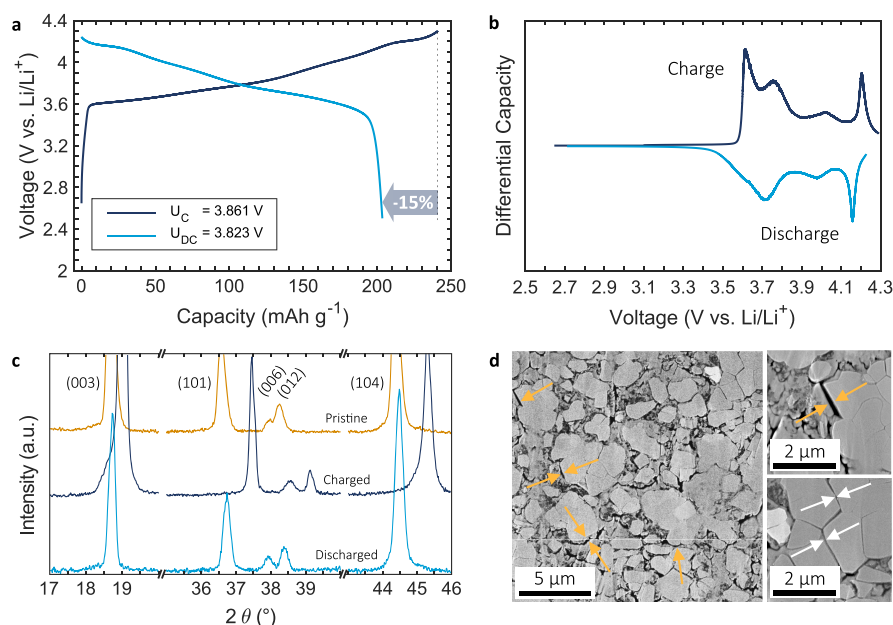 a
4.4
4
3.6
3.2
2.8
2.4
2
Voltage (V vs. Li/Li+)
-15%
U_C = 3.861 V
U_DC = 3.823 V
0 50 100 150 200 250
Capacity (mAh g-1)
b
Differential Capacity
Charge
Discharge
2.5 2.7 2.9 3.1 3.3 3.5 3.7 3.9 4.1 4.3
Voltage (V vs. Li/Li+)
c
Intensity (a.u.)
(003) (101) (006) (012) (104)
Pristine
Charged
Discharged
17 18 19 36 37 38 39 44 45 46
2 θ (°)
d
5 μm
2 μm
2 μm